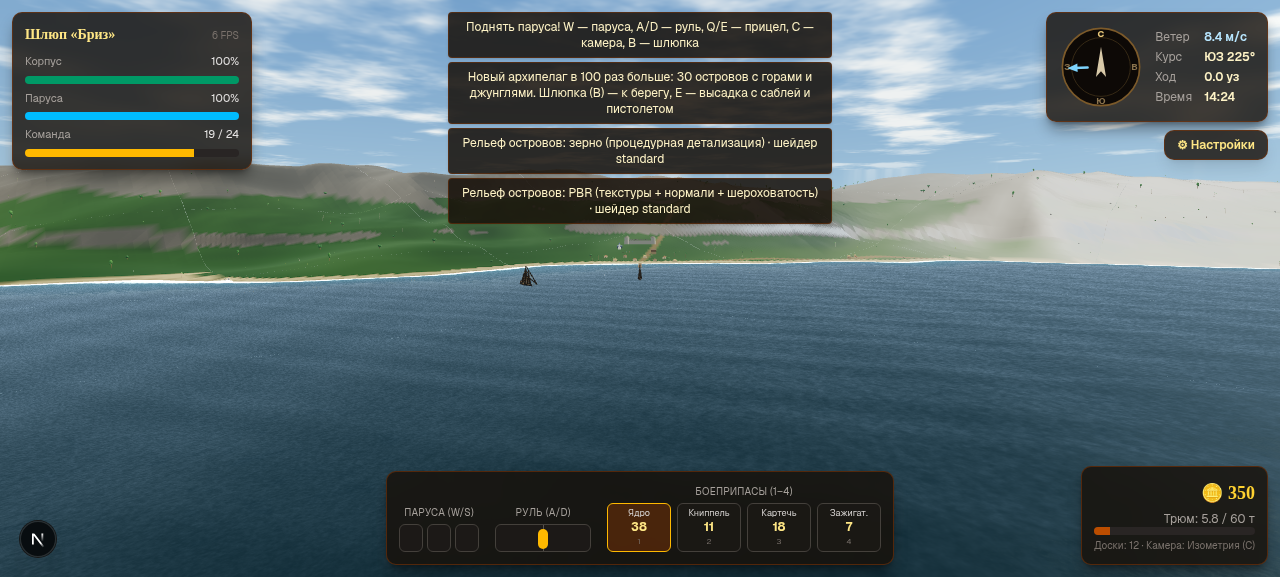 Шлюп «Бриз»
6 FPS
Корпус
100%
Паруса
100%
Команда
19 / 24
Поднять паруса! W — паруса, A/D — руль, Q/E — прицел, C —
камера, B — шлюпка
Новый архипелаг в 100 раз больше: 30 островов с горами и
джунглями. Шлюпка (B) — к берегу, E — высадка с саблей и
пистолетом
Рельеф островов: зерно (процедурная детализация) · шейдер
standard
Рельеф островов: PBR (текстуры + нормали + шероховатость)
· шейдер standard
С
З
В
Ю
Ветер
8.4 м/с
Курс
ЮЗ 225°
Ход
0.0 уз
Время
14:24
⚙ Настройки
ПАРУСА (W/S)
РУЛЬ (A/D)
БОЕПРИПАСЫ (1–4)
Ядро
38
1
Книппель
11
2
Картечь
18
3
Зажигат.
7
4
350
Трюм: 5.8 / 60 т
Доски: 12 · Камера: Изометрия (C)
N